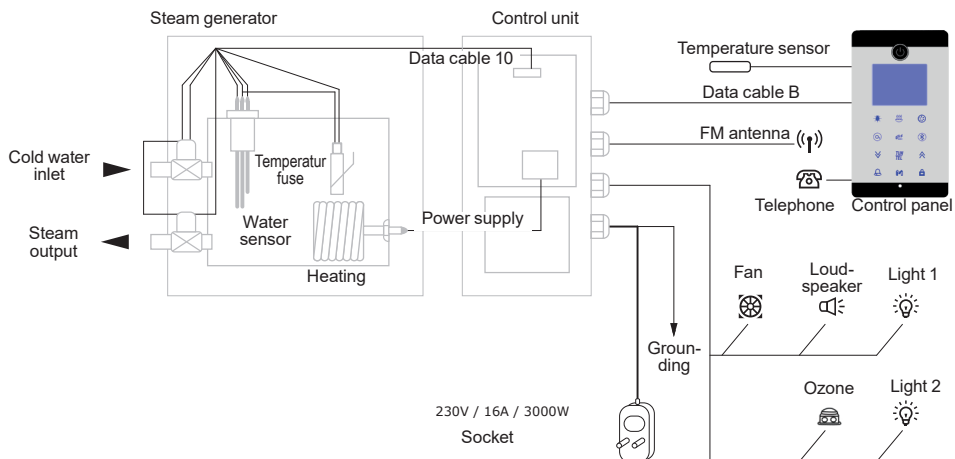 Steam generator
Control unit
Data cable 10
Temperature sensor
Data cable B
FM antenna
Telephone
Control panel
Cold water
inlet
Temperatur
fuse
Water
sensor
Power supply
Steam
output
Heating
Fan
Loud-
speaker
Light 1
Groun-
ding
Ozone
Light 2
230V / 16A / 3000W
Socket